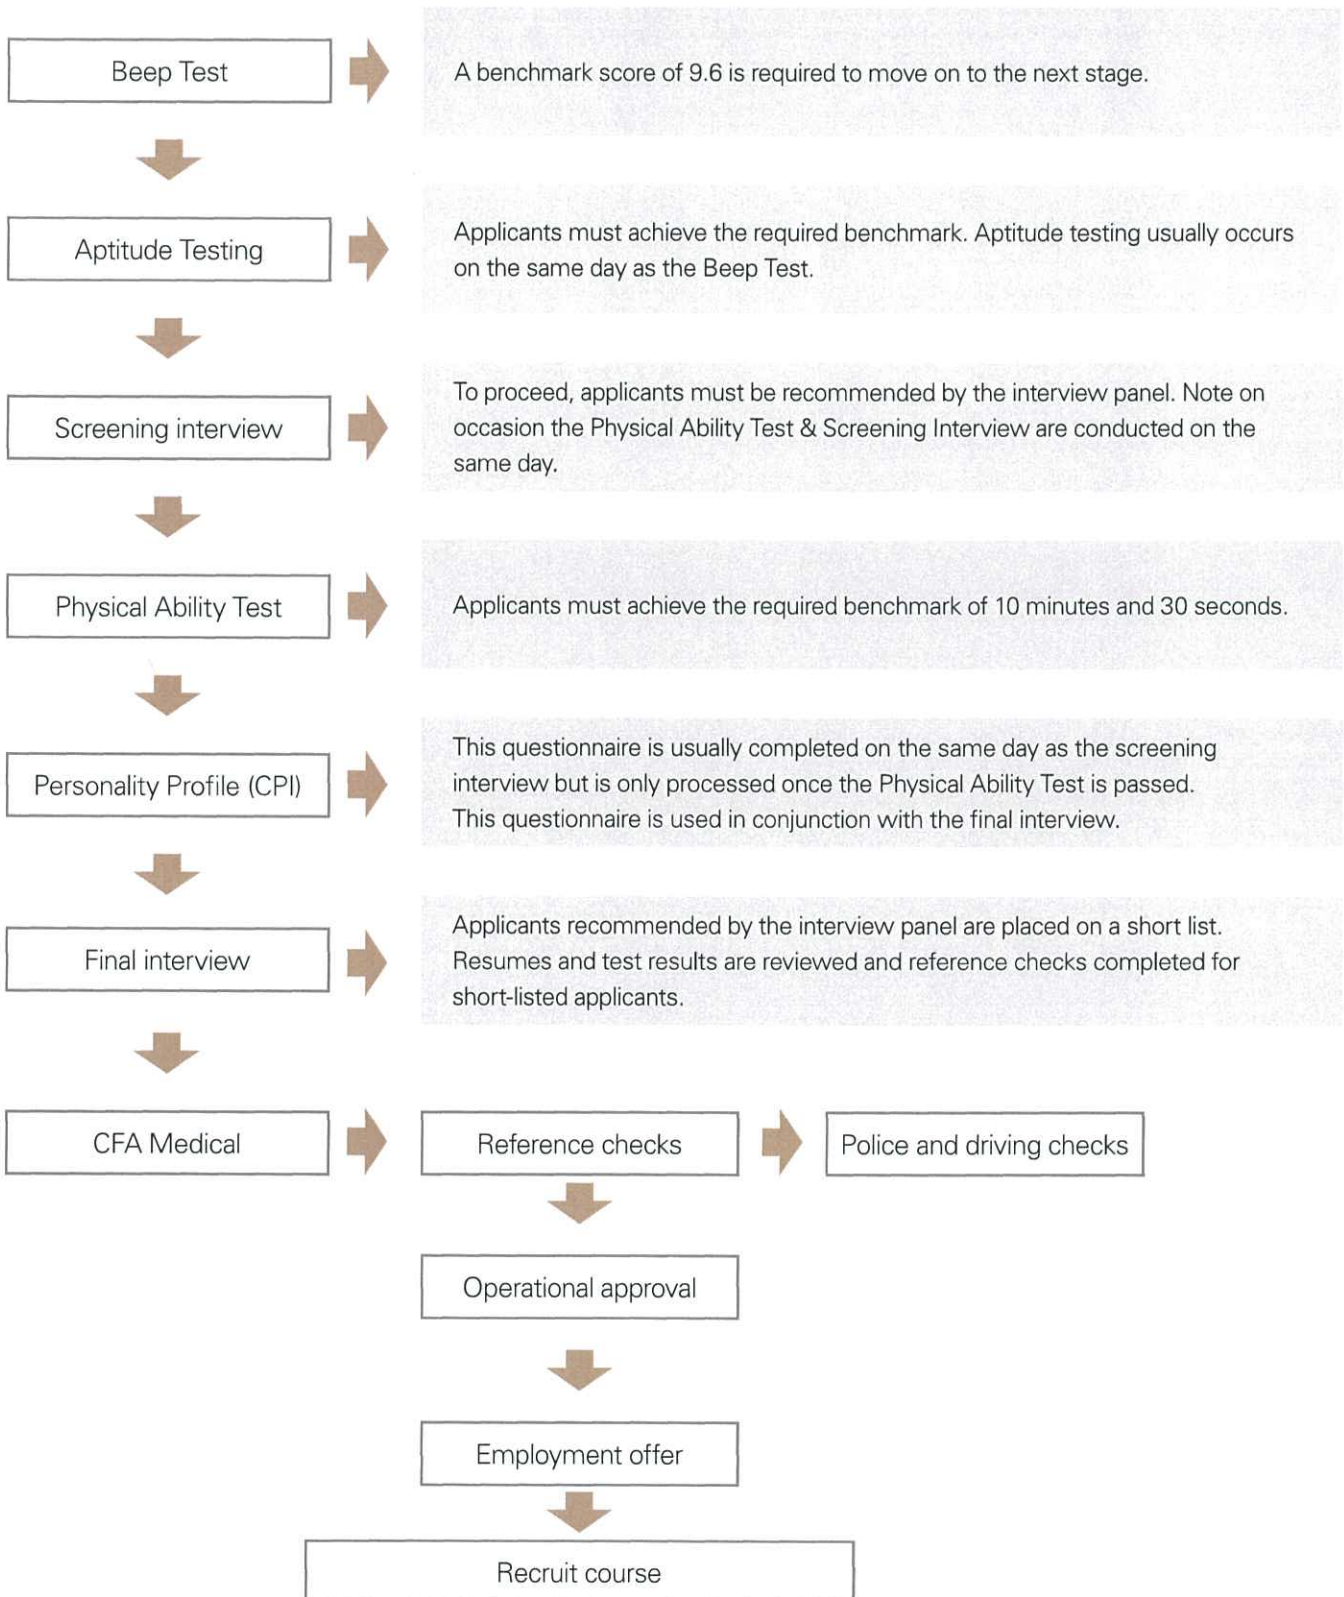 Beep Test
A benchmark score of 9.6 is required to move on to the next stage.
Aptitude Testing
Applicants must achieve the required benchmark. Aptitude testing usually occurs
on the same day as the Beep Test.
Screening interview
To proceed, applicants must be recommended by the interview panel. Note on
occasion the Physical Ability Test & Screening Interview are conducted on the
same day.
Physical Ability Test
Applicants must achieve the required benchmark of 10 minutes and 30 seconds.
Personality Profile (CPI)
This questionnaire is usually completed on the same day as the screening
interview but is only processed once the Physical Ability Test is passed.
This questionnaire is used in conjunction with the final interview.
Final interview
Applicants recommended by the interview panel are placed on a short list.
Resumes and test results are reviewed and reference checks completed for
short-listed applicants.
CFA Medical
Reference checks
Police and driving checks
Operational approval
Employment offer
Recruit course